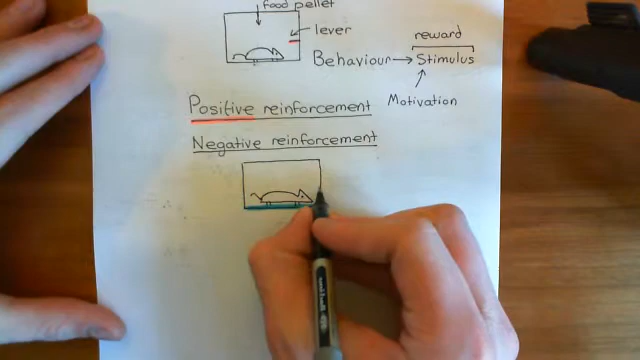 food pellet
lever
reward
Behaviour → Stimulus
Motivation
Positive reinforcement
Negative reinforcement